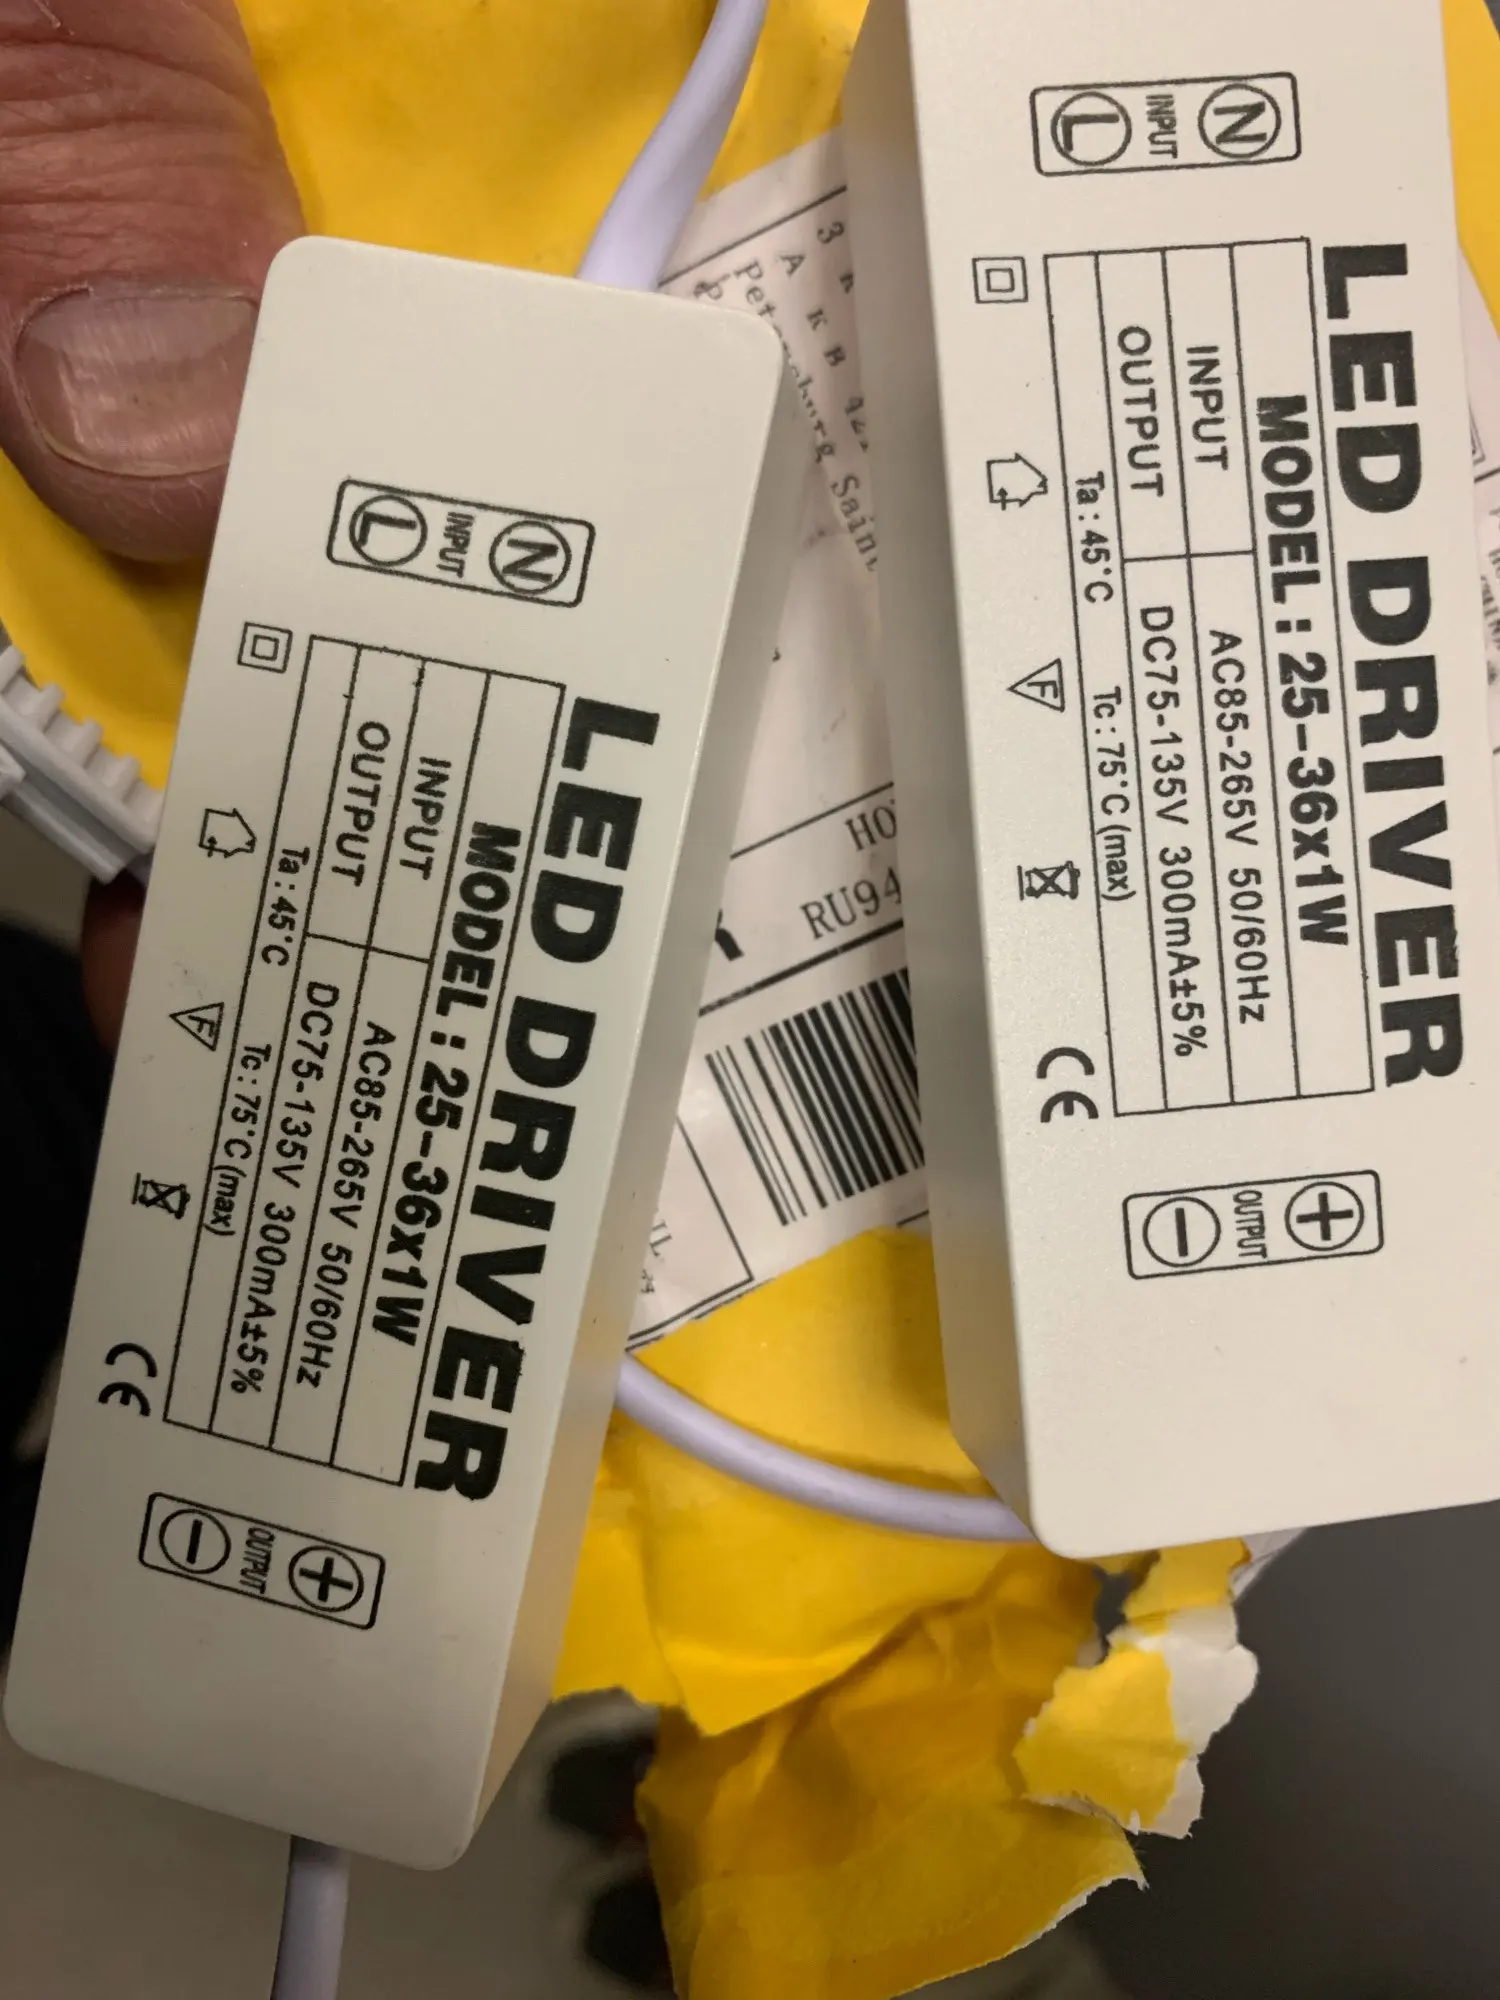 N
INPUT
L
LED DRIVER
MODEL : 25-36x1W
INPUT AC85-265V 50/60Hz
OUTPUT DC75-135V 300mA±5%
Ta : 45°C Tc : 75°C (max)
F
CE
+
OUTPUT
−
N
INPUT
L
LED DRIVER
MODEL : 25-36x1W
INPUT AC85-265V 50/60Hz
OUTPUT DC75-135V 300mA±5%
Ta : 45°C Tc : 75°C (max)
F
CE
+
OUTPUT
−
3
A K B
RU94